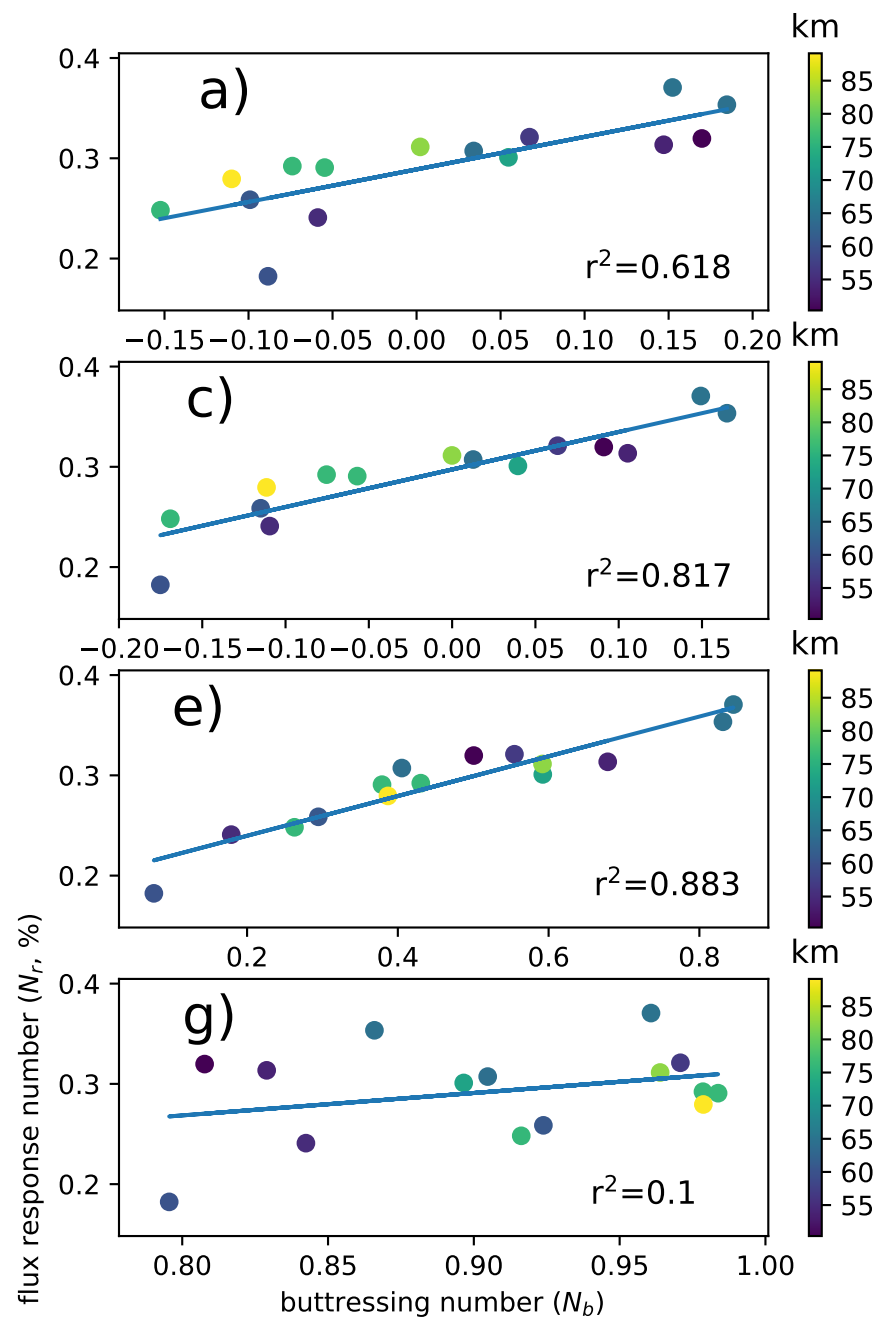 km
a)
0.4
0.3
0.2
r²=0.618
85
80
75
70
65
60
55
−0.15 −0.10 −0.05 0.00 0.05 0.10 0.15 0.20
km
c)
0.4
0.3
0.2
r²=0.817
85
80
75
70
65
60
55
−0.20 −0.15 −0.10 −0.05 0.00 0.05 0.10 0.15
km
e)
0.4
0.3
0.2
r²=0.883
85
80
75
70
65
60
55
0.2 0.4 0.6 0.8
km
g)
0.4
0.3
0.2
r²=0.1
85
80
75
70
65
60
55
0.80 0.85 0.90 0.95 1.00
buttressing number (N_b)
flux response number (N_r, %)